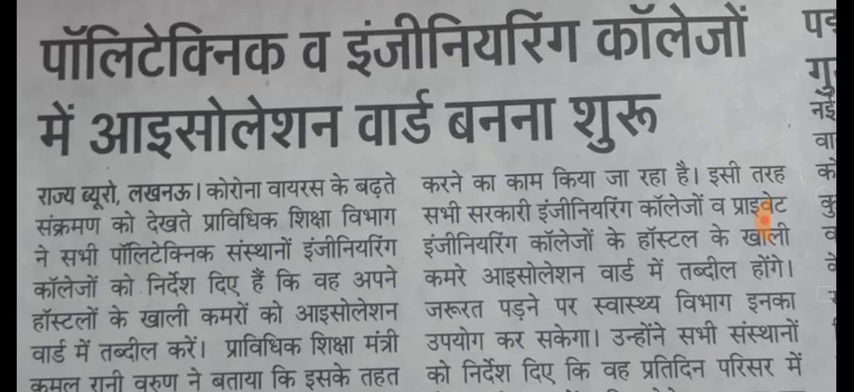 पॉलिटेक्निक व इंजीनियरिंग कॉलेजों
में आइसोलेशन वार्ड बनना शुरू
राज्य ब्यूरो, लखनऊ। कोरोना वायरस के बढ़ते
संक्रमण को देखते प्राविधिक शिक्षा विभाग
ने सभी पॉलिटेक्निक संस्थानों इंजीनियरिंग
कॉलेजों को निर्देश दिए हैं कि वह अपने
हॉस्टलों के खाली कमरों को आइसोलेशन
वार्ड में तब्दील करें। प्राविधिक शिक्षा मंत्री
कमल रानी वरुण ने बताया कि इसके तहत
करने का काम किया जा रहा है। इसी तरह
सभी सरकारी इंजीनियरिंग कॉलेजों व प्राइवेट
इंजीनियरिंग कॉलेजों के हॉस्टल के खाली
कमरे आइसोलेशन वार्ड में तब्दील होंगे।
जरूरत पड़ने पर स्वास्थ्य विभाग इनका
उपयोग कर सकेगा। उन्होंने सभी संस्थानों
को निर्देश दिए कि वह प्रतिदिन परिसर में
गु
नई
वा
को
कु
व